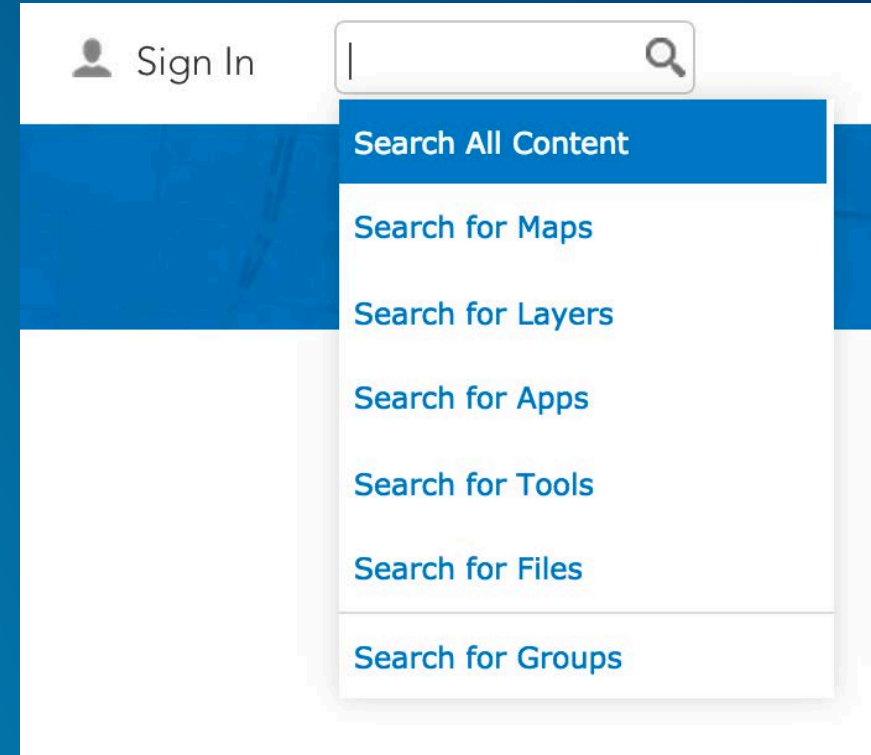 Sign In
Search All Content
Search for Maps
Search for Layers
Search for Apps
Search for Tools
Search for Files
Search for Groups